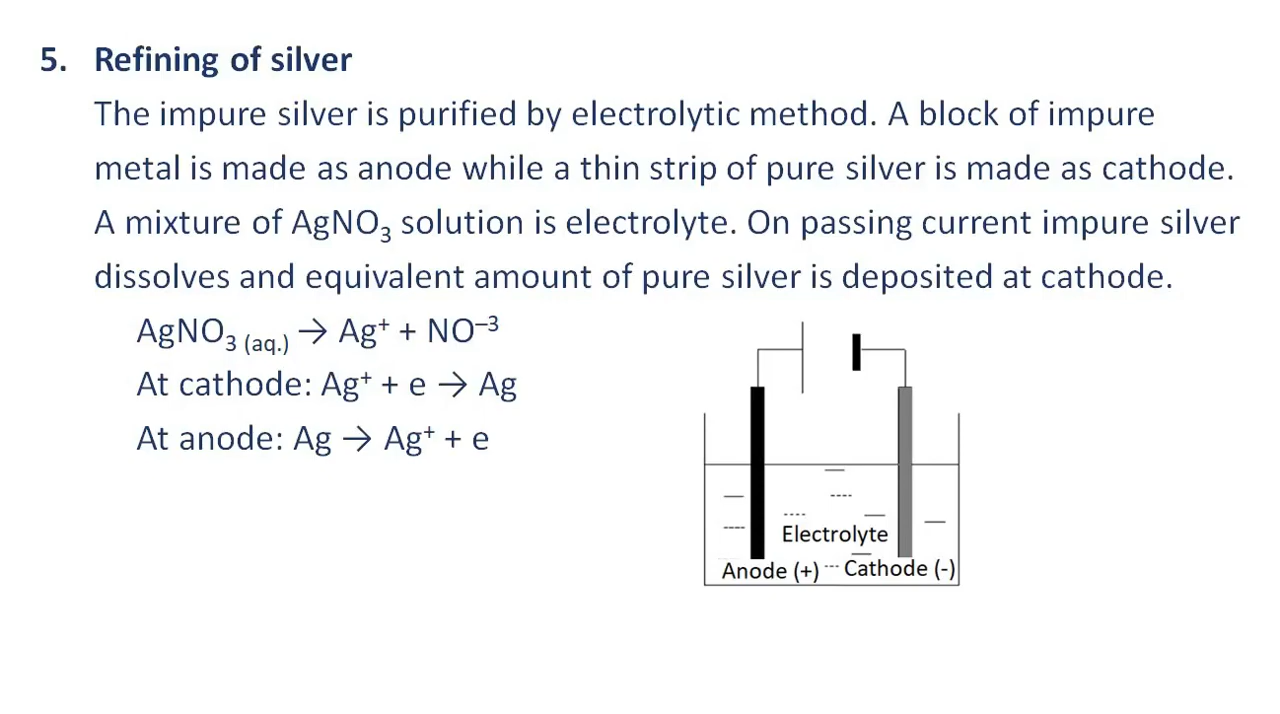 5. Refining of silver
The impure silver is purified by electrolytic method. A block of impure
metal is made as anode while a thin strip of pure silver is made as cathode.
A mixture of AgNO₃ solution is electrolyte. On passing current impure silver
dissolves and equivalent amount of pure silver is deposited at cathode.
AgNO₃ (aq.) → Ag⁺ + NO⁻³
At cathode: Ag⁺ + e → Ag
At anode: Ag → Ag⁺ + e
Electrolyte
Anode (+) Cathode (-)